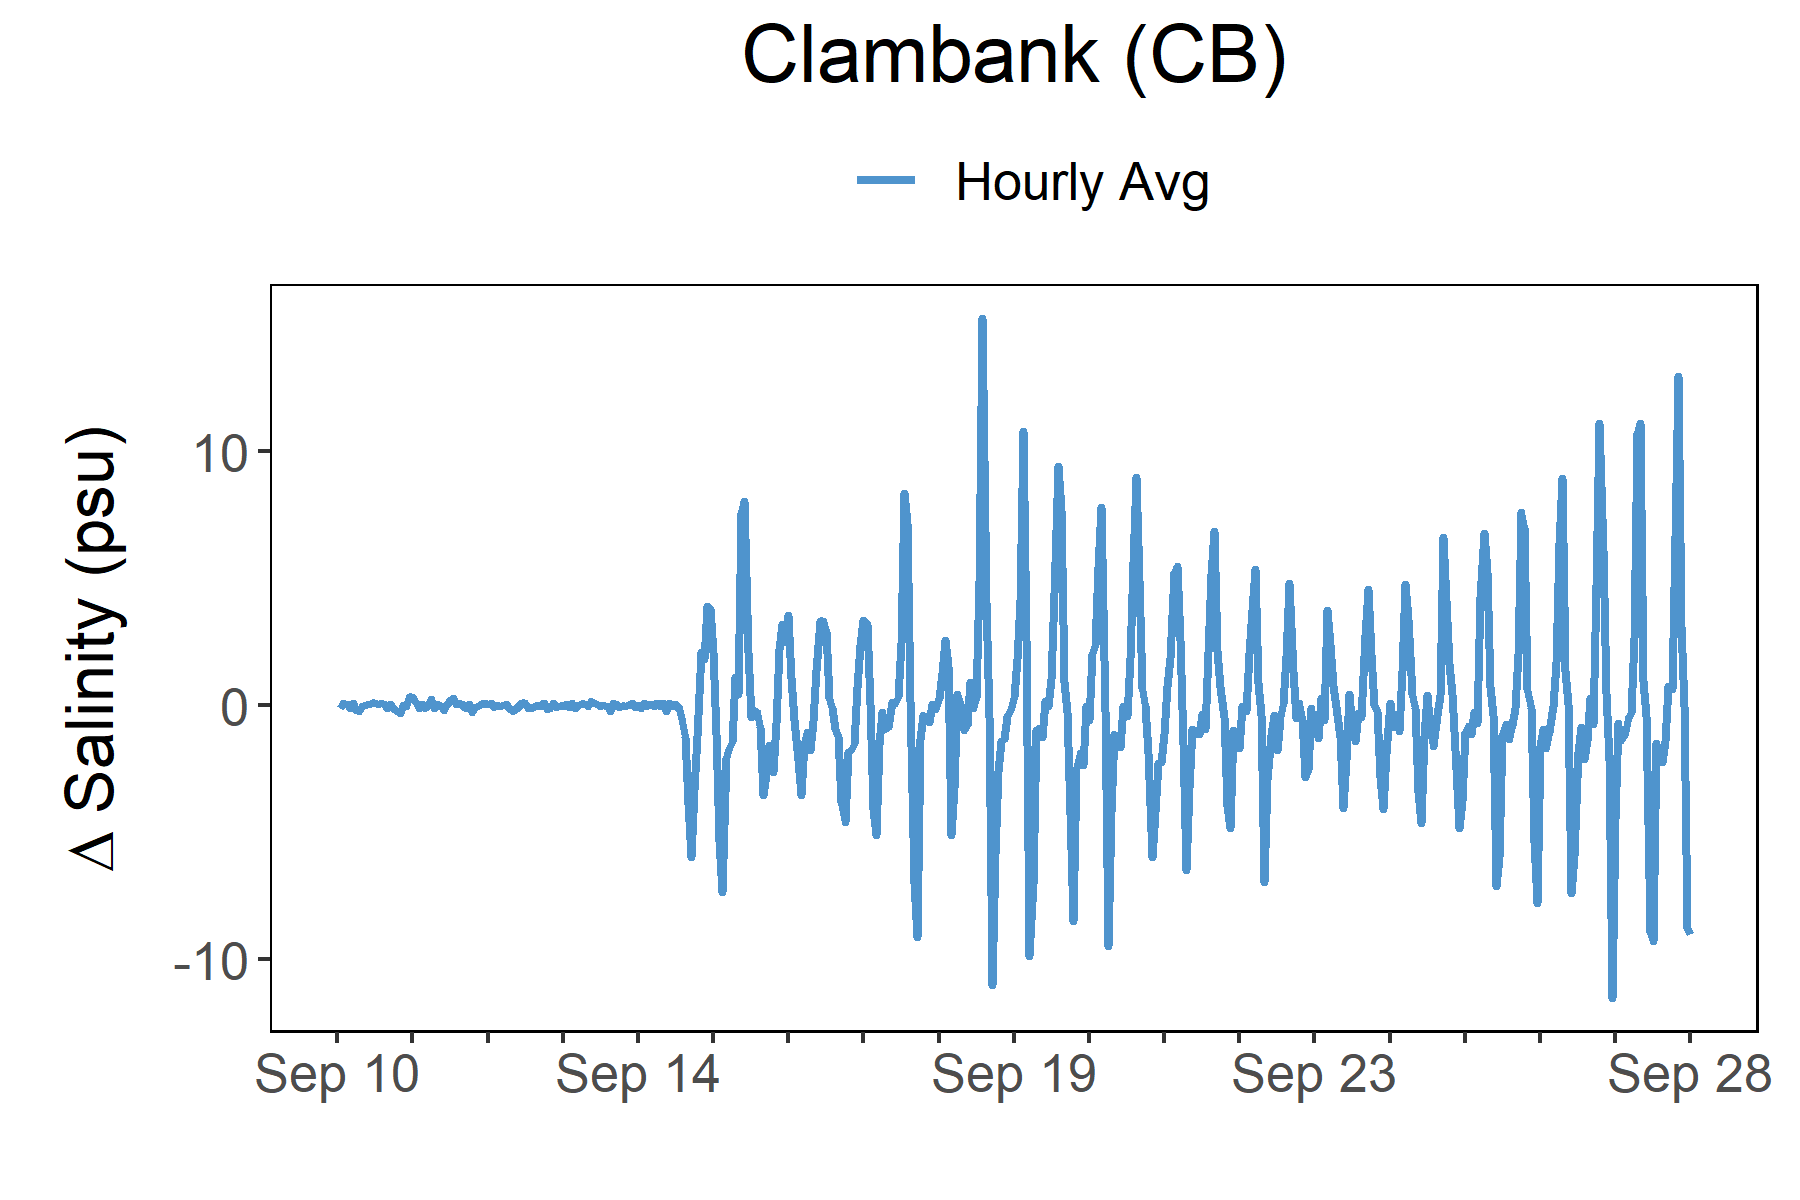 Clambank (CB)
Hourly Avg
Δ Salinity (psu)
10
0
-10
Sep 10
Sep 14
Sep 19
Sep 23
Sep 28